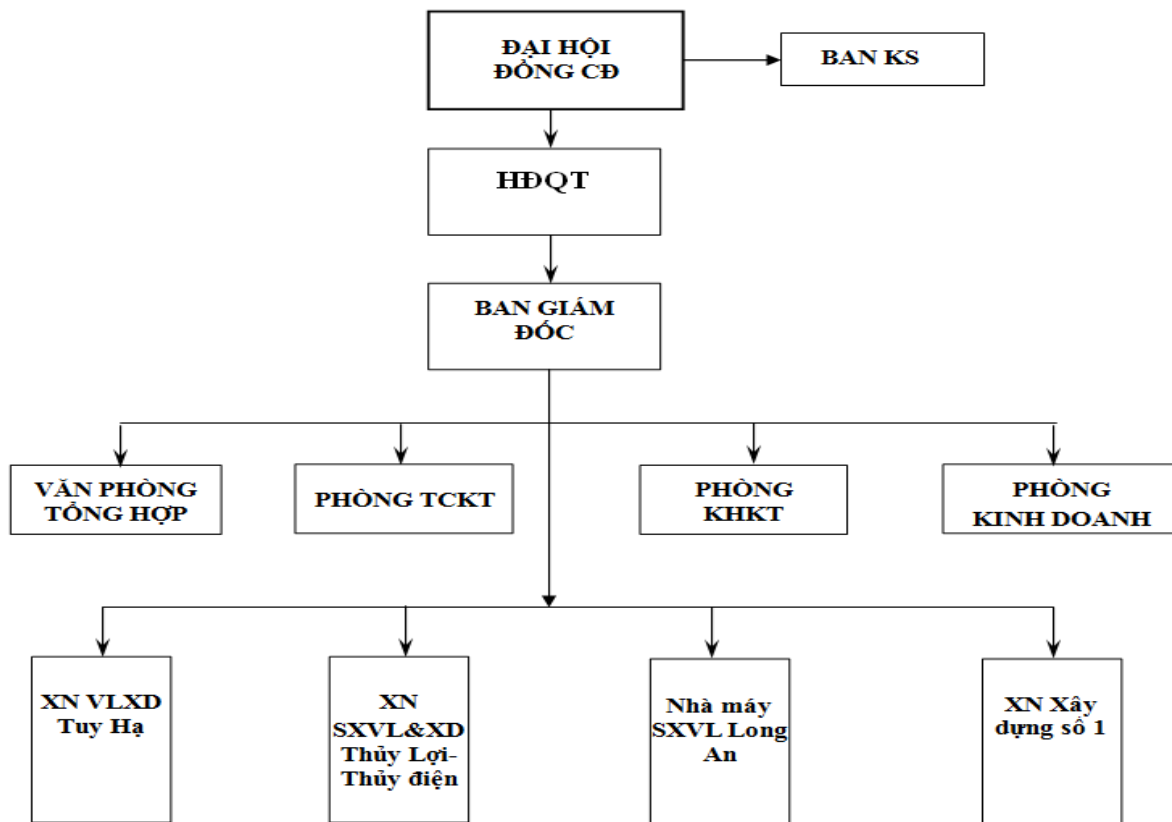 ĐẠI HỘI
ĐỒNG CĐ
BAN KS
HĐQT
BAN GIÁM
ĐỐC
VĂN PHÒNG
TỔNG HỢP
PHÒNG TCKT
PHÒNG
KHKT
PHÒNG
KINH DOANH
XN VLXD
Tuy Hạ
XN
SXVL&XD
Thủy Lợi-
Thủy điện
Nhà máy
SXVL Long
An
XN Xây
dựng số 1